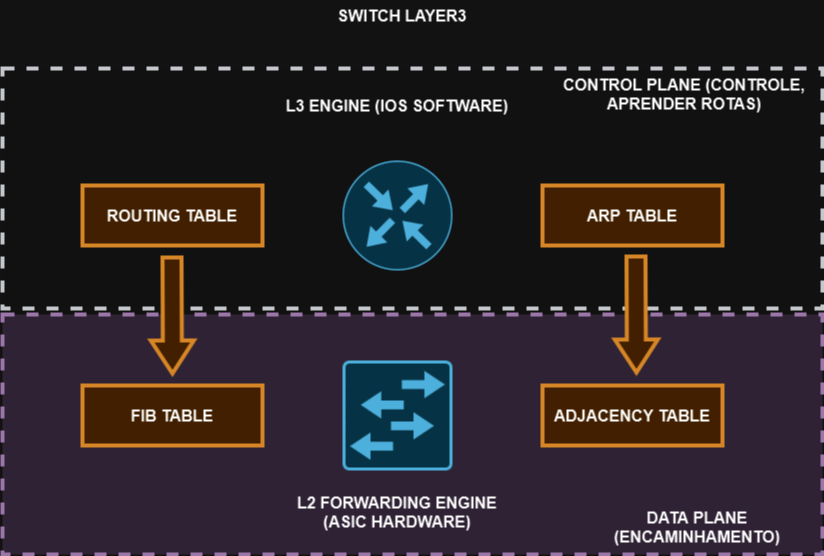 SWITCH LAYER3
CONTROL PLANE (CONTROLE,
APRENDER ROTAS)
L3 ENGINE (IOS SOFTWARE)
ROUTING TABLE
ARP TABLE
FIB TABLE
ADJACENCY TABLE
L2 FORWARDING ENGINE
(ASIC HARDWARE)
DATA PLANE
(ENCAMINHAMENTO)